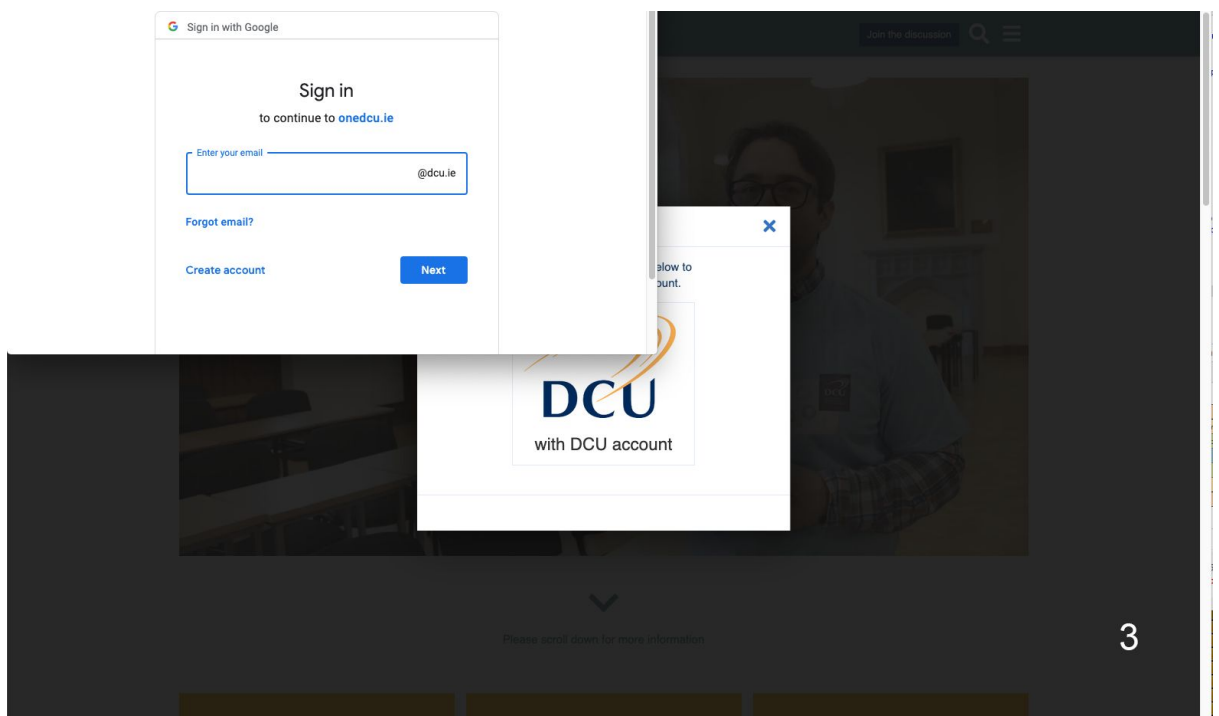 Sign in with Google
Join the discussion
Sign in
to continue to onedcu.ie
Enter your email
@dcu.ie
Forgot email?
Create account
Next
elow to
ount.
DCU
with DCU account
DCU
Please scroll down for more information
3